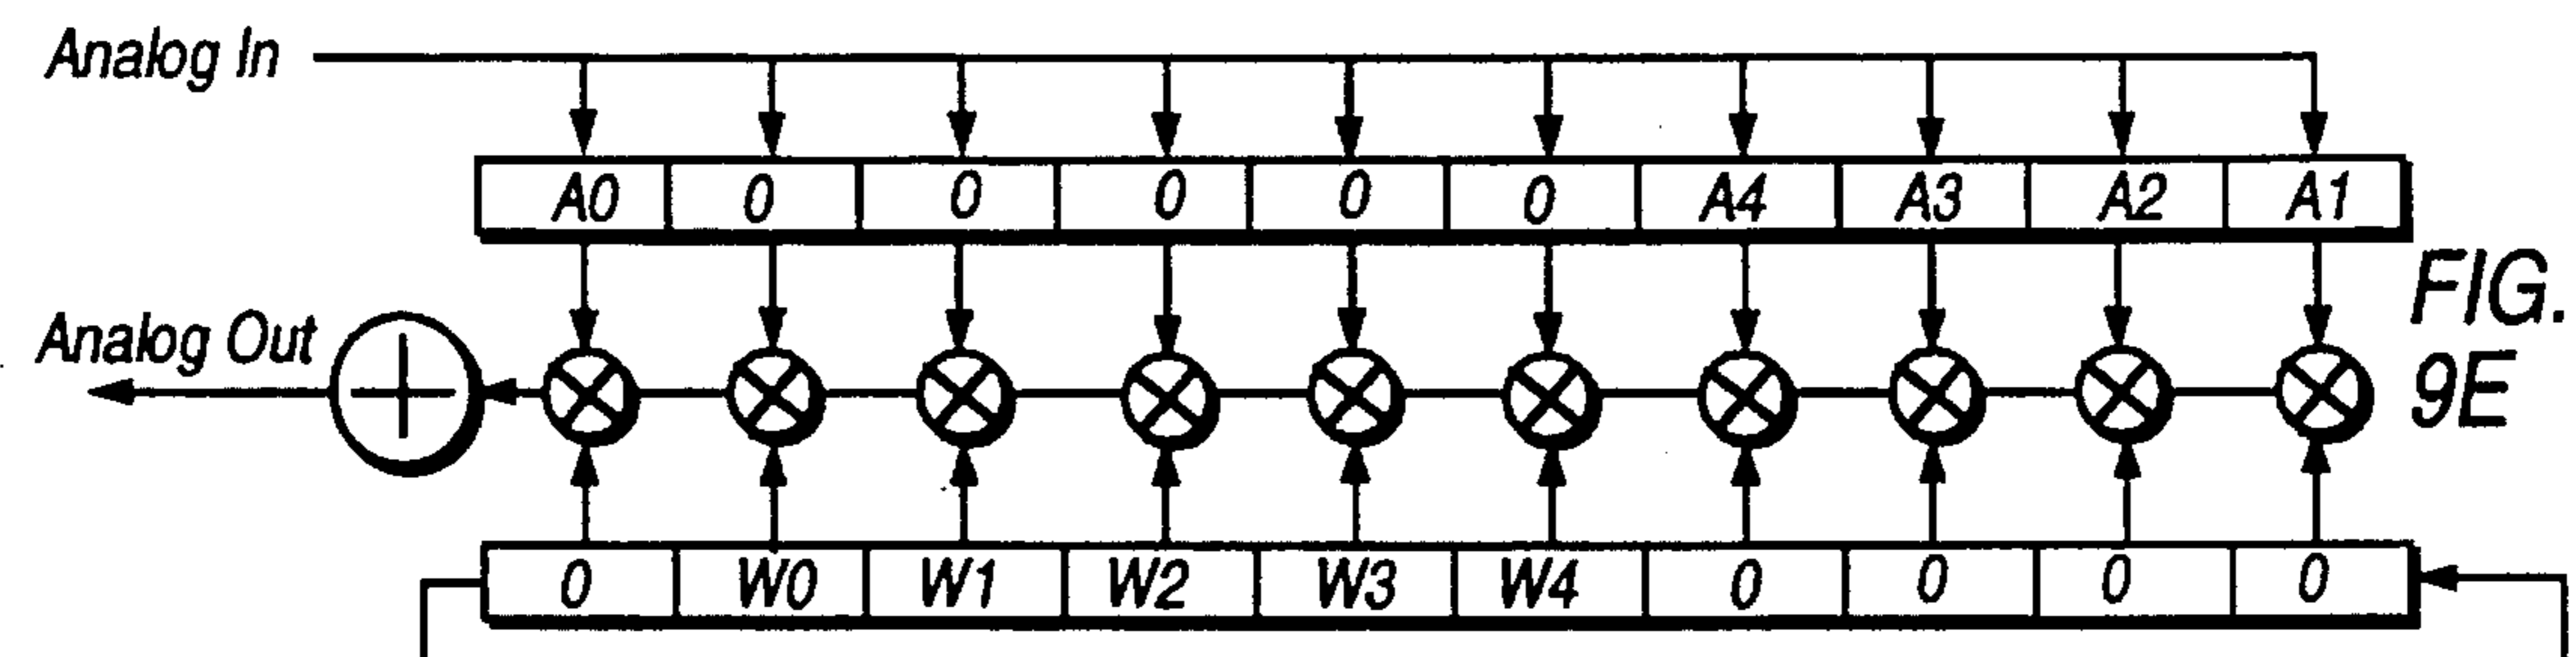 Analog In
A0 0 0 0 0 0 A4 A3 A2 A1
FIG.
9E
Analog Out
0 W0 W1 W2 W3 W4 0 0 0 0